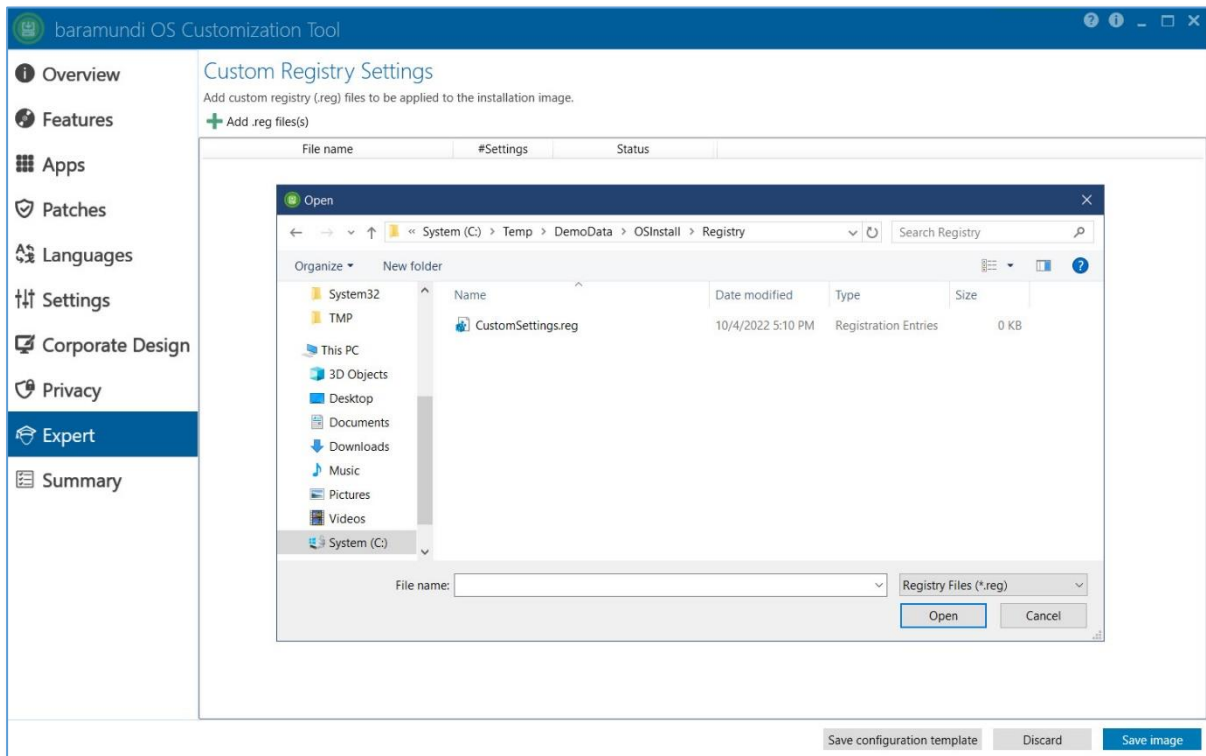 baramundi OS Customization Tool
Overview
Features
Apps
Patches
Languages
Settings
Corporate Design
Privacy
Expert
Summary
Custom Registry Settings
Add custom registry (.reg) files to be applied to the installation image.
Add .reg files(s)
File name #Settings Status
Open
« System (C:) > Temp > DemoData > OSInstall > Registry Search Registry
Organize New folder
System32
TMP
This PC
3D Objects
Desktop
Documents
Downloads
Music
Pictures
Videos
System (C:)
Name Date modified Type Size
CustomSettings.reg 10/4/2022 5:10 PM Registration Entries 0 KB
File name: Registry Files (*.reg)
Open Cancel
Save configuration template Discard Save image